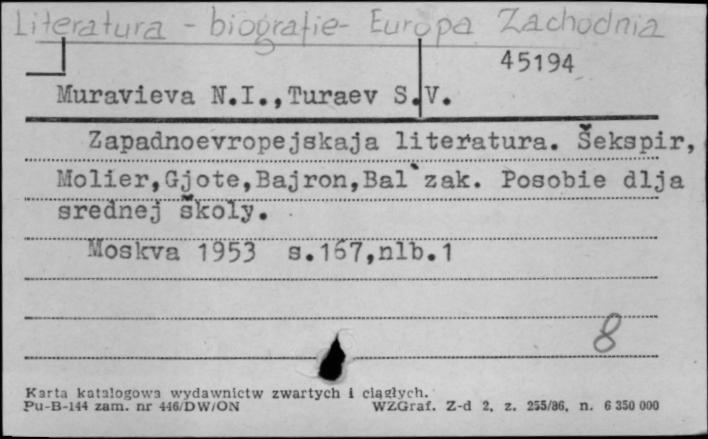 Literatura - biografie - Europa Zachodnia
45194
Muravieva N.I.,Turaev S.V.
Zapadnoevropejskaja literatura. Šekspir,
Molier,Gjote,Bajron,Bal`zak. Posobie dlja
srednej školy.
Moskva 1953 s.167,nlb.1
8
Karta katalogowa wydawnictw zwartych i ciągłych.
Pu-B-144 zam. nr 446/DW/ON WZGraf. Z-d 2, z. 255/86, n. 6 350 000